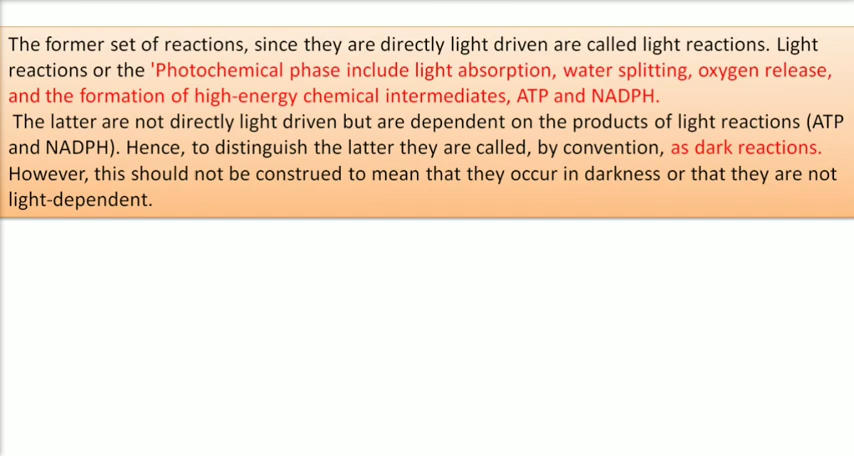 The former set of reactions, since they are directly light driven are called light reactions. Light
reactions or the 'Photochemical phase include light absorption, water splitting, oxygen release,
and the formation of high-energy chemical intermediates, ATP and NADPH.
The latter are not directly light driven but are dependent on the products of light reactions (ATP
and NADPH). Hence, to distinguish the latter they are called, by convention, as dark reactions.
However, this should not be construed to mean that they occur in darkness or that they are not
light-dependent.